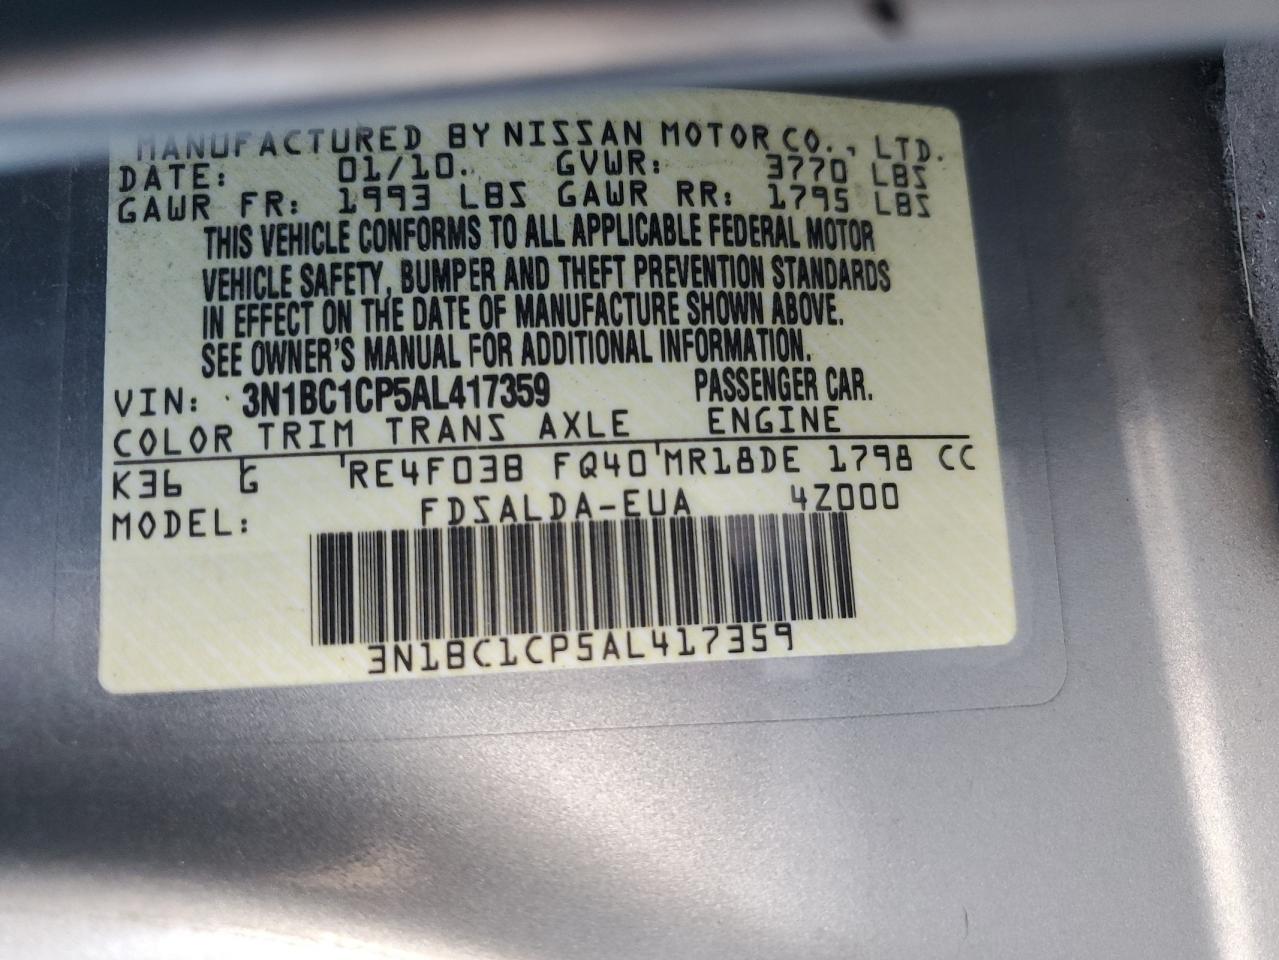 MANUFACTURED BY NISSAN MOTOR CO., LTD.
DATE: 01/10. GVWR: 3770 LBS
GAWR FR: 1993 LBS GAWR RR: 1795 LBS
THIS VEHICLE CONFORMS TO ALL APPLICABLE FEDERAL MOTOR
VEHICLE SAFETY, BUMPER AND THEFT PREVENTION STANDARDS
IN EFFECT ON THE DATE OF MANUFACTURE SHOWN ABOVE.
SEE OWNER'S MANUAL FOR ADDITIONAL INFORMATION.
VIN: 3N1BC1CP5AL417359 PASSENGER CAR.
COLOR TRIM TRANS AXLE ENGINE
K36 G RE4F03B FQ40 MR18DE 1798 CC
MODEL: FDSALDA-EUA 4Z000
3N1BC1CP5AL417359